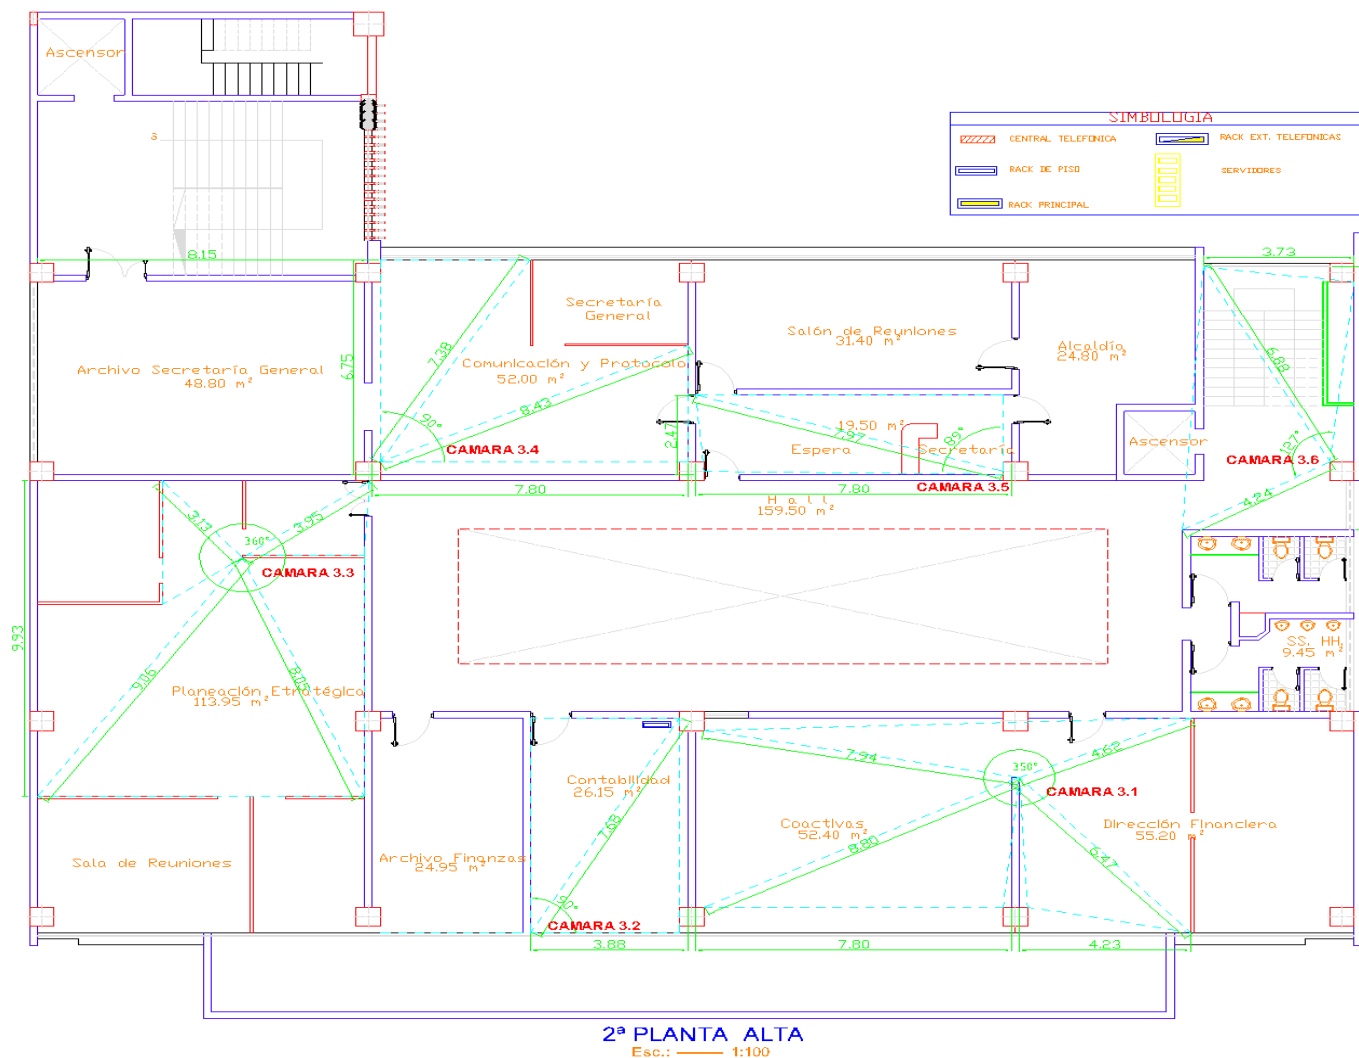 Ascensor
S
SIMBOLOGIA
CENTRAL TELEFONICA
RACK EXT. TELEFONICAS
RACK DE PISO
SERVIDORES
RACK PRINCIPAL
8.15
3.73
Secretaría
General
Salón de Reuniones
31.40 m²
Alcaldía
24.80 m²
7.38
6.75
6.88
Archivo Secretaría General
48.80 m²
Comunicación y Protocolo
52.00 m²
8.43
90°
CAMARA 3.4
2.47
7.97
19.50 m²
Espera
Secretaría
89°
Ascensor
127°
CAMARA 3.6
7.80
7.80
CAMARA 3.5
4.24
Hall
159.50 m²
3.13
3.95
360°
CAMARA 3.3
9.93
9.06
8.05
SS. HH.
9.45 m²
Planeación Etratégica
113.95 m²
7.94
4.62
350°
CAMARA 3.1
Contabilidad
26.15 m²
7.68
Coactivas
52.40 m²
8.80
Dirección Financiera
55.20 m²
6.47
Sala de Reuniones
Archivo Finanzas
24.95 m²
CAMARA 3.2
3.88
7.80
4.23
2ª PLANTA ALTA
Esc.: 1:100